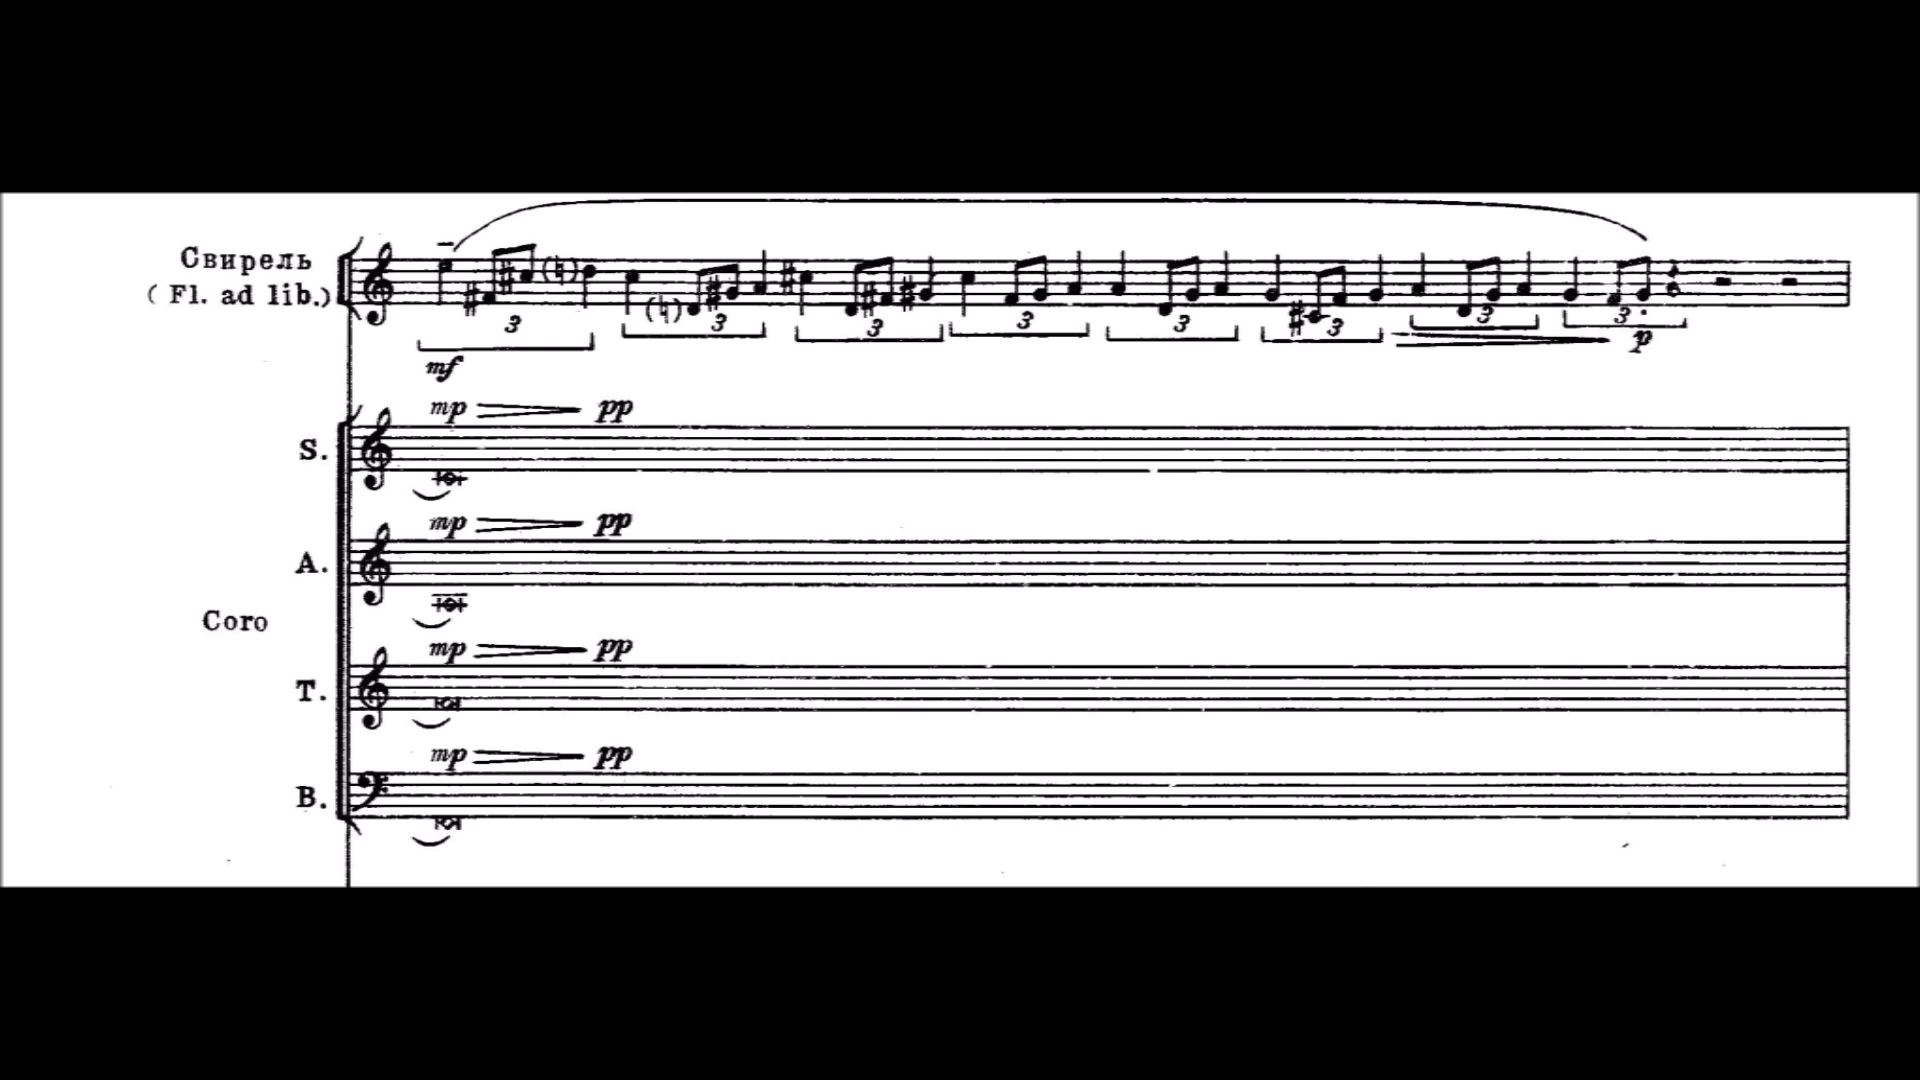 Свирель
( Fl. ad lib.)
3 3 3 3 3 3 3 3
mf
p
mp pp
S.
mp pp
A.
Coro
mp pp
T.
mp pp
B.